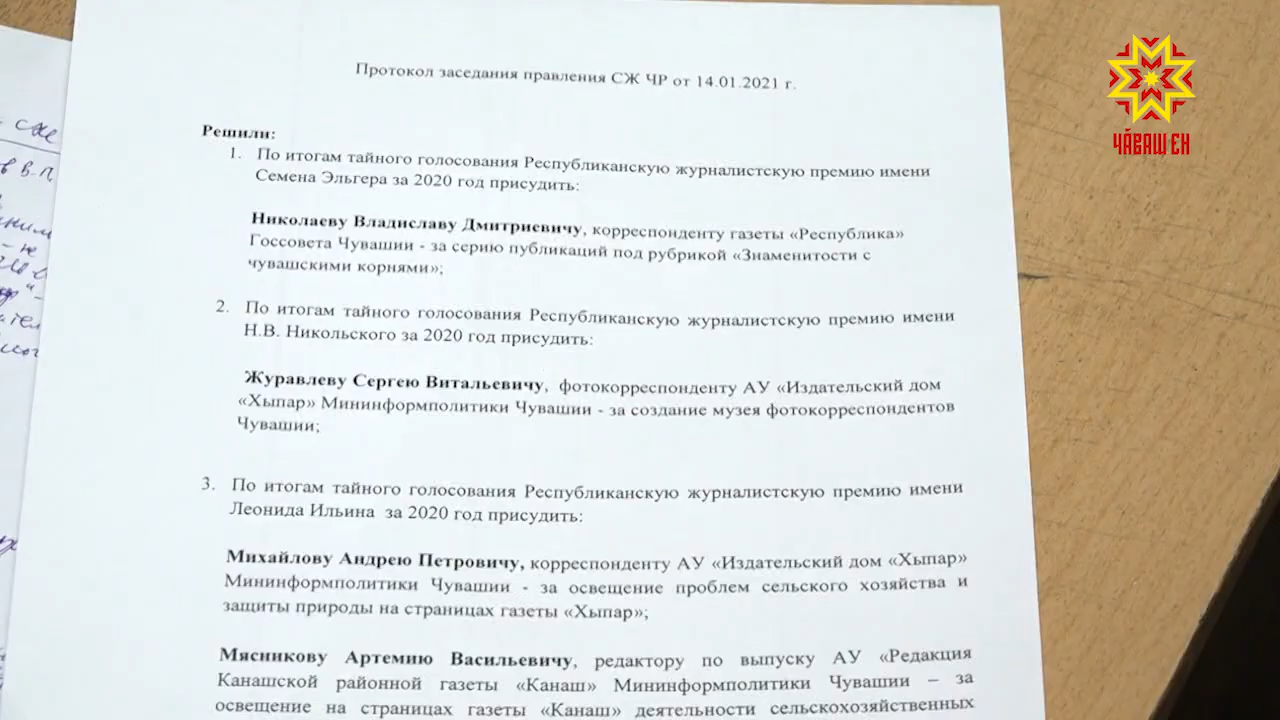 Протокол заседания правления СЖ ЧР от 14.01.2021 г.
ЧӐВАШ ЕН
Решили:
1. По итогам тайного голосования Республиканскую журналистскую премию имени
Семена Эльгера за 2020 год присудить:
Николаеву Владиславу Дмитриевичу, корреспонденту газеты «Республика»
Госсовета Чувашии - за серию публикаций под рубрикой «Знаменитости с
чувашскими корнями»;
2. По итогам тайного голосования Республиканскую журналистскую премию имени
Н.В. Никольского за 2020 год присудить:
Журавлеву Сергею Витальевичу, фотокорреспонденту АУ «Издательский дом
«Хыпар» Мининформполитики Чувашии - за создание музея фотокорреспондентов
Чувашии;
3. По итогам тайного голосования Республиканскую журналистскую премию имени
Леонида Ильина за 2020 год присудить:
Михайлову Андрею Петровичу, корреспонденту АУ «Издательский дом «Хыпар»
Мининформполитики Чувашии - за освещение проблем сельского хозяйства и
защиты природы на страницах газеты «Хыпар»;
Мясникову Артемию Васильевичу, редактору по выпуску АУ «Редакция
Канашской районной газеты «Канаш» Мининформполитики Чувашии – за
освещение на страницах газеты «Канаш» деятельности сельскохозяйственных